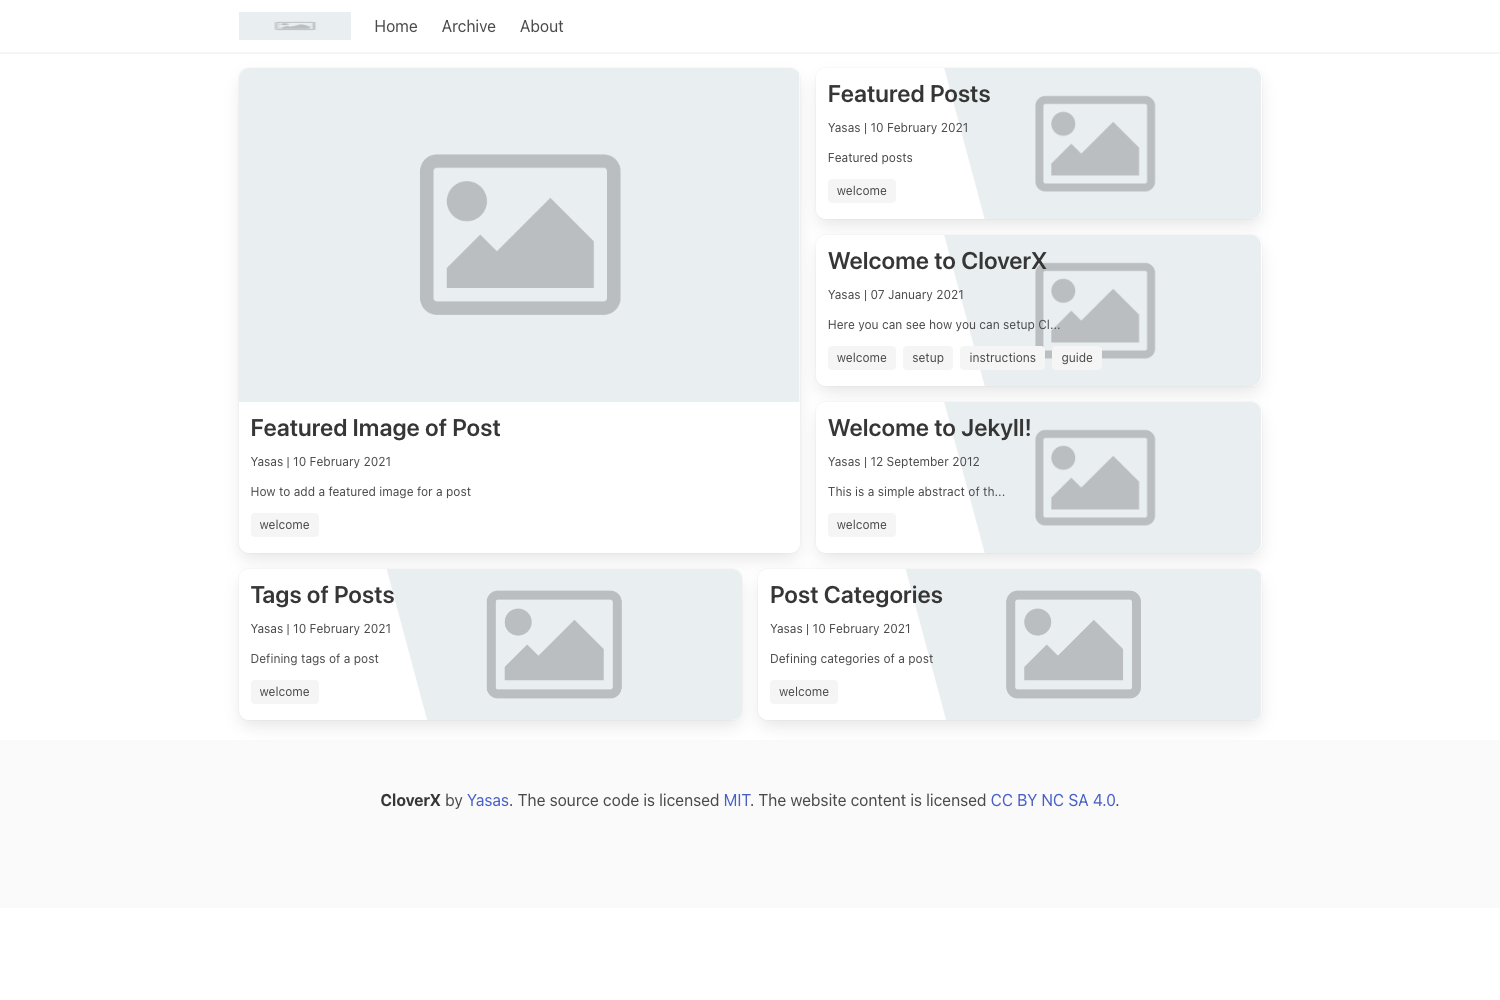 Home Archive About
Featured Image of Post
Yasas | 10 February 2021
How to add a featured image for a post
welcome
Featured Posts
Yasas | 10 February 2021
Featured posts
welcome
Welcome to CloverX
Yasas | 07 January 2021
Here you can see how you can setup Cl...
welcome setup instructions guide
Welcome to Jekyll!
Yasas | 12 September 2012
This is a simple abstract of th...
welcome
Tags of Posts
Yasas | 10 February 2021
Defining tags of a post
welcome
Post Categories
Yasas | 10 February 2021
Defining categories of a post
welcome
CloverX by Yasas. The source code is licensed MIT. The website content is licensed CC BY NC SA 4.0.